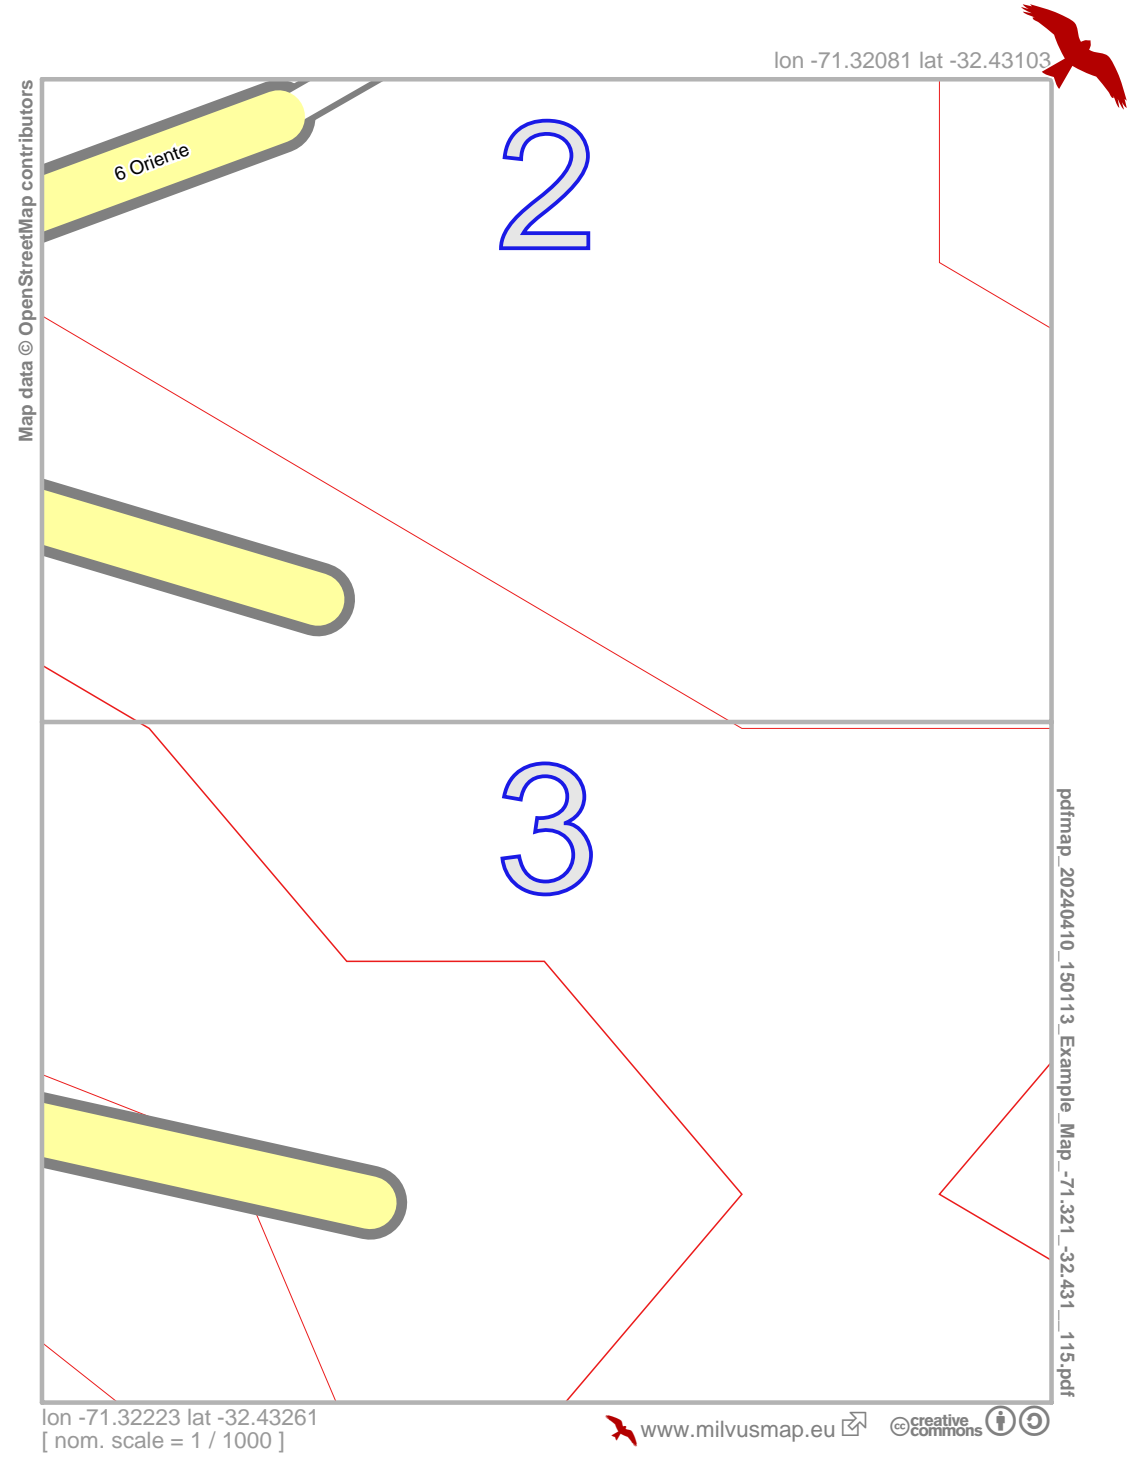 lon -71.32081 lat -32.43103
Map data © OpenStreetMap contributors
6 Oriente
2
3
pdfmap_20240410_150113_Example_Map_-71.321_-32.431__115.pdf
lon -71.32223 lat -32.43261
[ nom. scale = 1 / 1000 ]
www.milvusmap.eu
cc creative commons